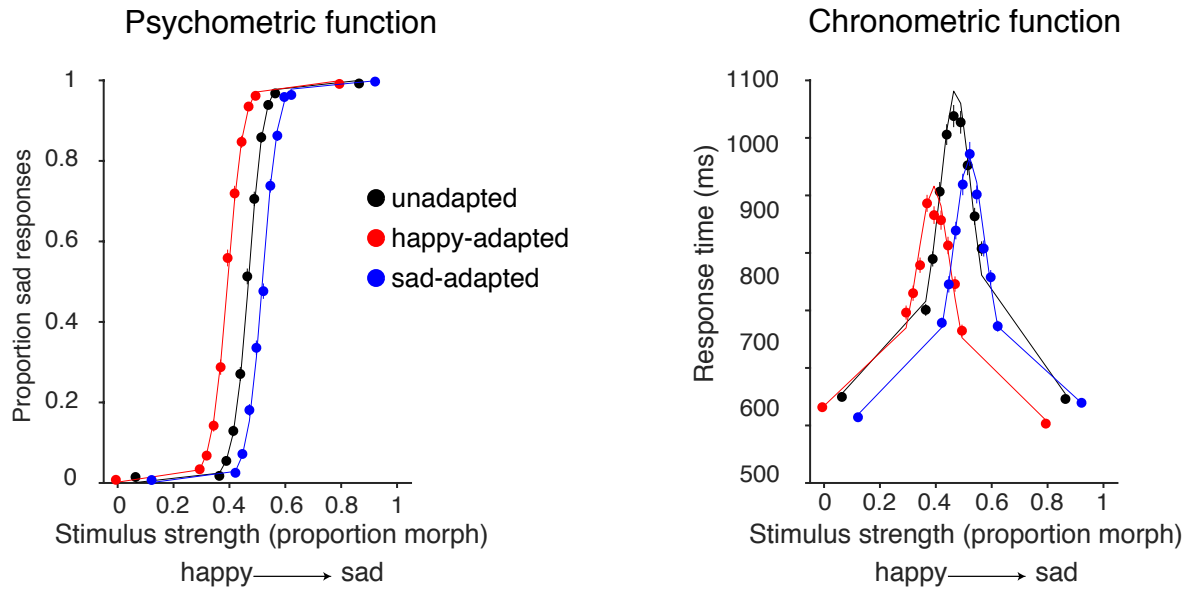 Psychometric function
Proportion sad responses
1
0.8
0.6
0.4
0.2
0
0 0.2 0.4 0.6 0.8 1
Stimulus strength (proportion morph)
happy sad
unadapted
happy-adapted
sad-adapted
Chronometric function
Response time (ms)
1100
1000
900
800
700
600
500
0 0.2 0.4 0.6 0.8 1
Stimulus strength (proportion morph)
happy sad